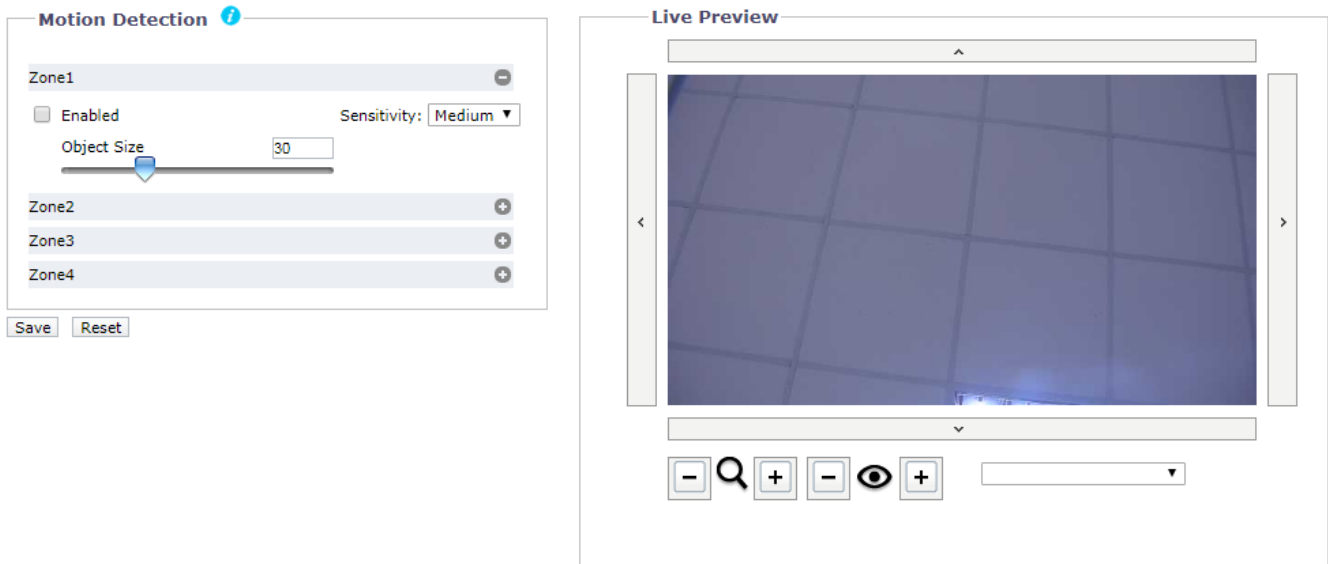 Motion Detection
Zone1
Enabled
Sensitivity: Medium
Object Size 30
Zone2
Zone3
Zone4
Save Reset
Live Preview